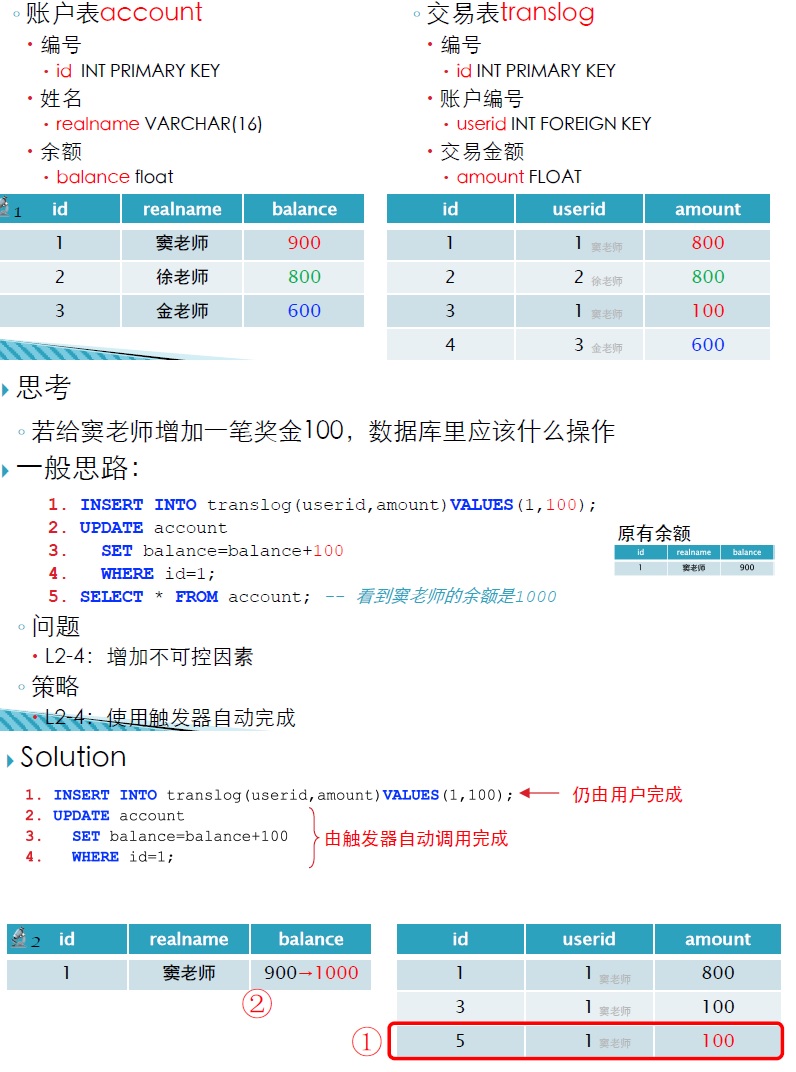 账户表account
编号
id INT PRIMARY KEY
姓名
realname VARCHAR(16)
余额
balance float
交易表translog
编号
id INT PRIMARY KEY
账户编号
userid INT FOREIGN KEY
交易金额
amount FLOAT
1 id realname balance
1 窦老师 900
2 徐老师 800
3 金老师 600
id userid amount
1 1 窦老师 800
2 2 徐老师 800
3 1 窦老师 100
4 3 金老师 600
思考
若给窦老师增加一笔奖金100，数据库里应该什么操作
一般思路：
1. INSERT INTO translog(userid,amount)VALUES(1,100);
2. UPDATE account
3. SET balance=balance+100
4. WHERE id=1;
5. SELECT * FROM account; -- 看到窦老师的余额是1000
原有余额
id realname balance
1 窦老师 900
问题
L2-4：增加不可控因素
策略
L2-4：使用触发器自动完成
Solution
1. INSERT INTO translog(userid,amount)VALUES(1,100);
仍由用户完成
2. UPDATE account
3. SET balance=balance+100
4. WHERE id=1;
由触发器自动调用完成
2 id realname balance
1 窦老师 900→1000
②
id userid amount
1 1 窦老师 800
3 1 窦老师 100
① 5 1 窦老师 100